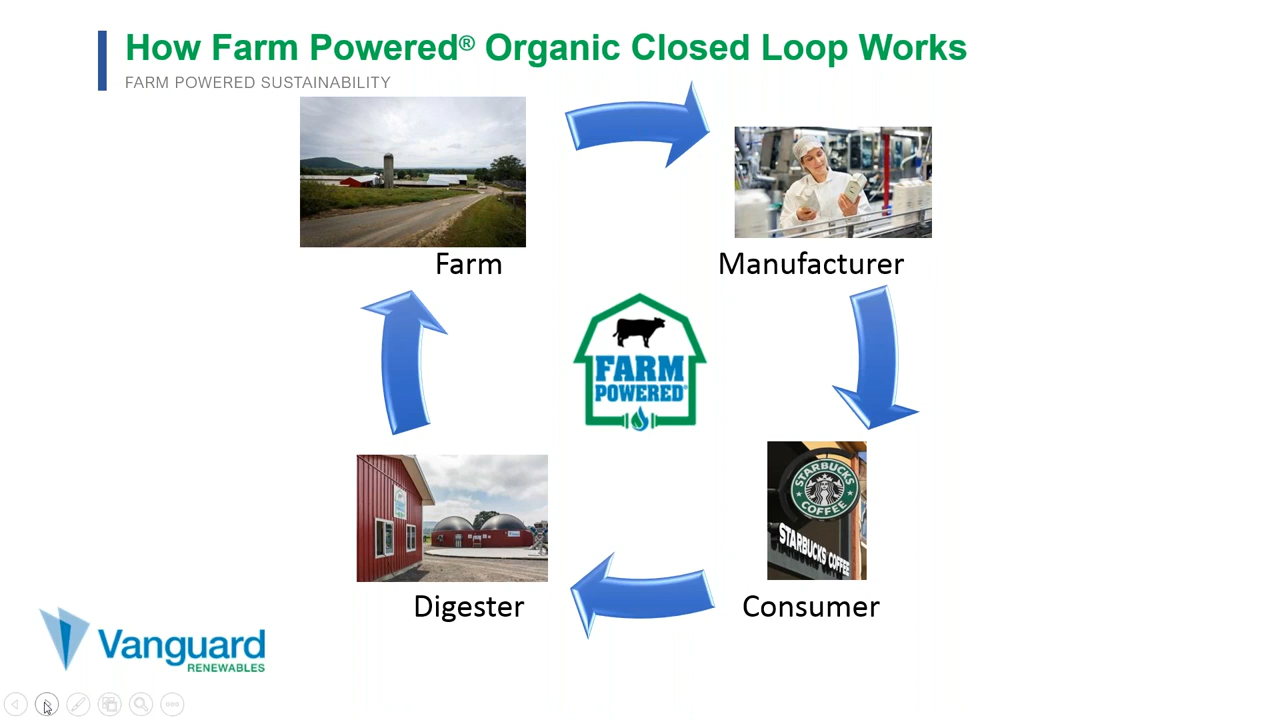 How Farm Powered® Organic Closed Loop Works
FARM POWERED SUSTAINABILITY
Farm
Manufacturer
FARM
POWERED®
STARBUCKS
COFFEE
STARBUCKS COFFEE
Digester
Consumer
Vanguard
RENEWABLES